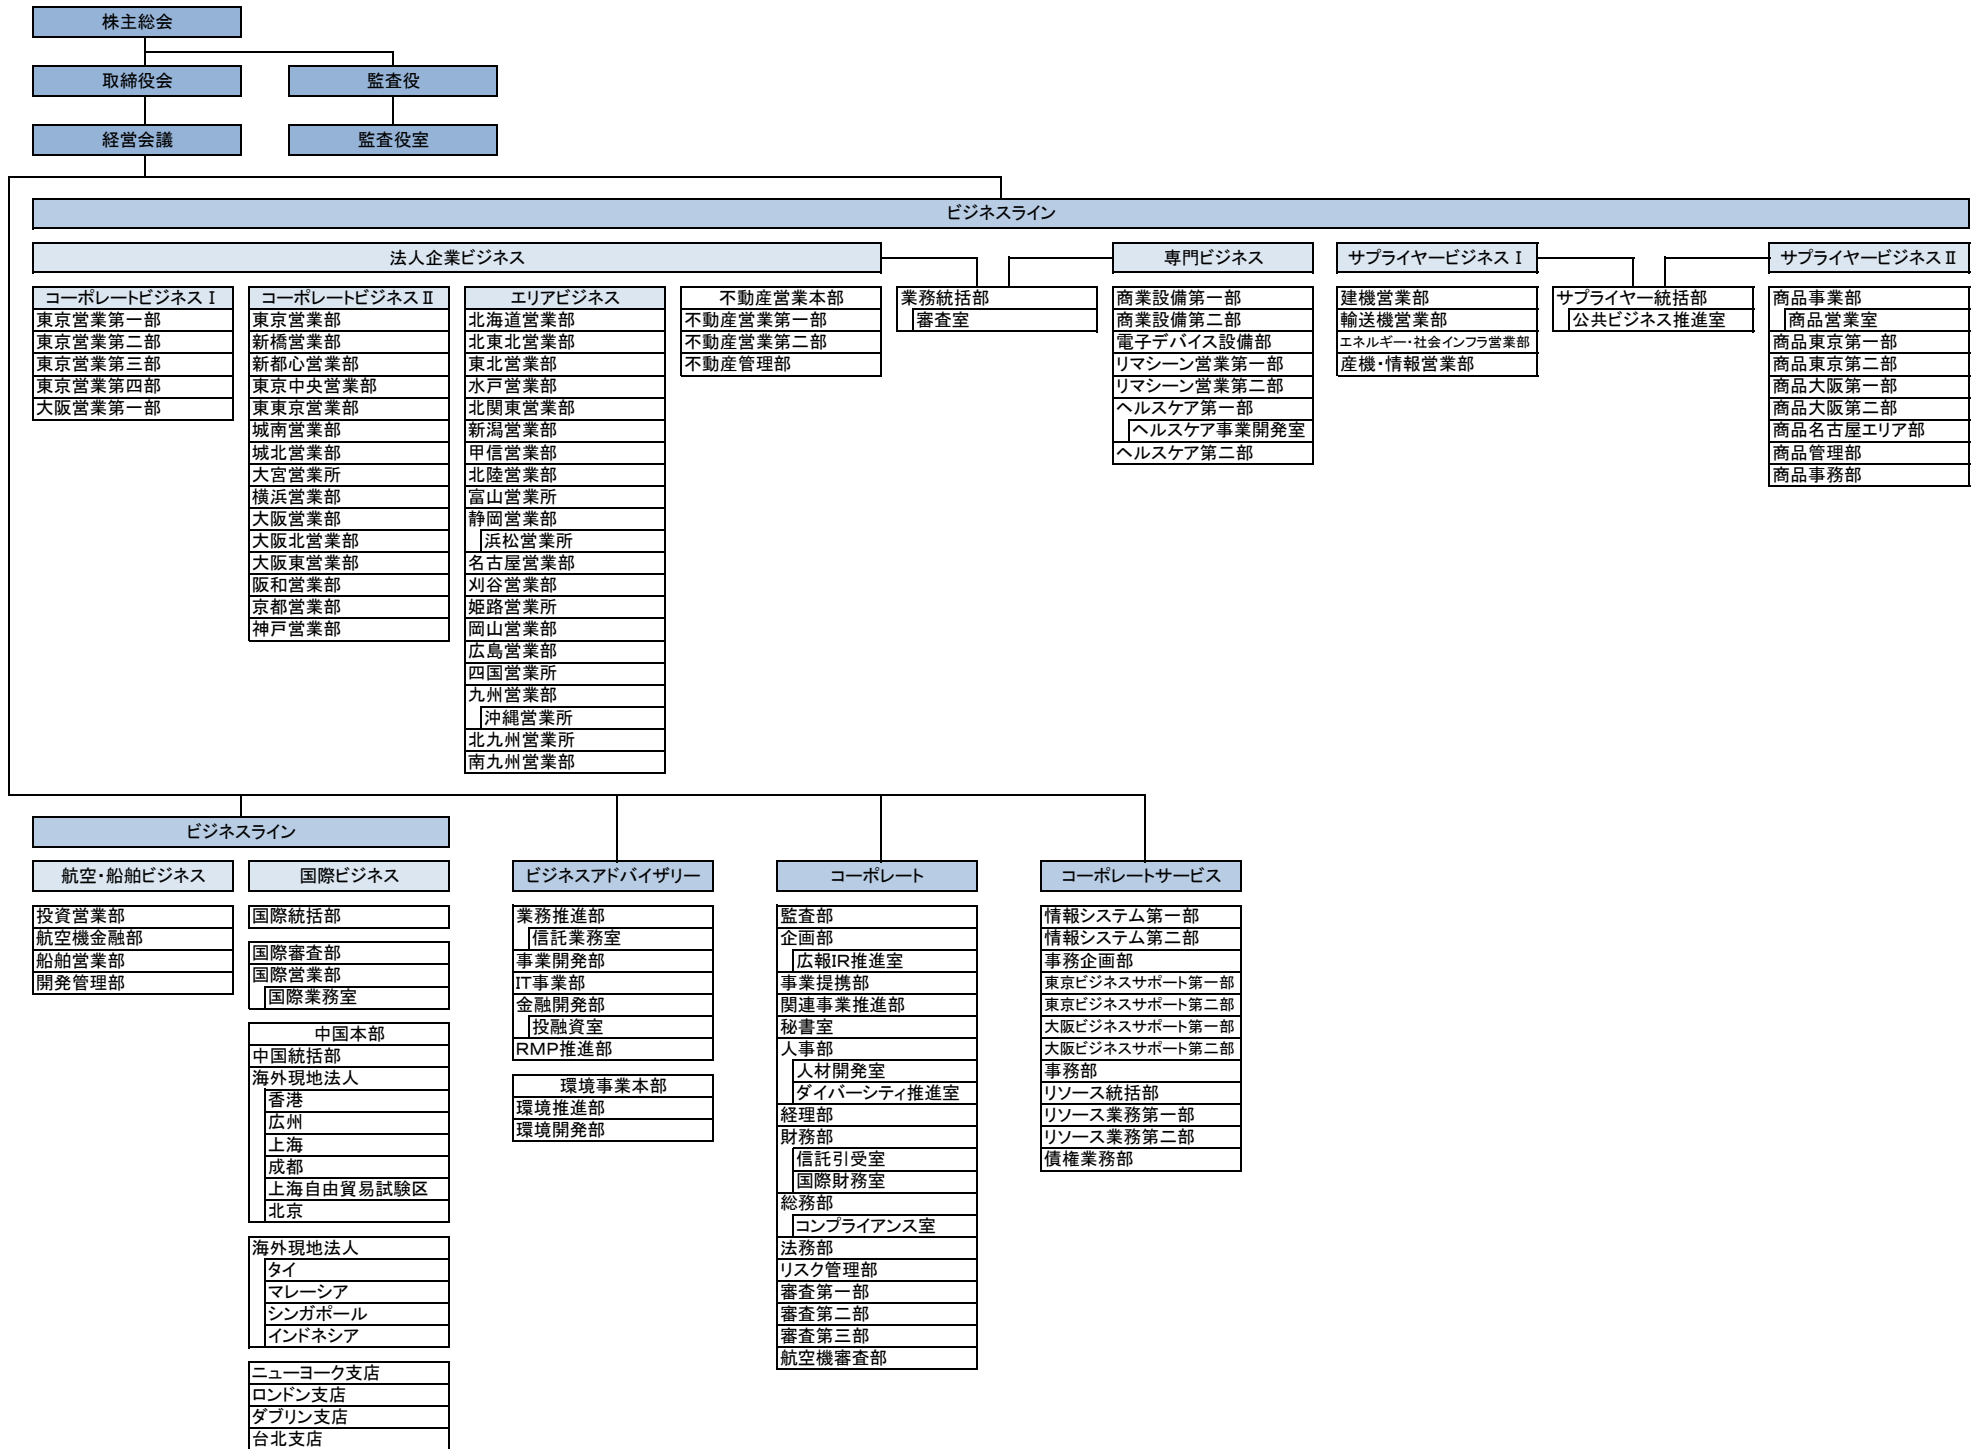 株主総会
取締役会
監査役
経営会議
監査役室
ビジネスライン
法人企業ビジネス
コーポレートビジネスⅠ
東京営業第一部
東京営業第二部
東京営業第三部
東京営業第四部
大阪営業第一部
コーポレートビジネスⅡ
東京営業部
新橋営業部
新都心営業部
東京中央営業部
東東京営業部
城南営業部
城北営業部
大宮営業所
横浜営業部
大阪営業部
大阪北営業部
大阪東営業部
阪和営業部
京都営業部
神戸営業部
エリアビジネス
北海道営業部
北東北営業部
東北営業部
水戸営業部
北関東営業部
新潟営業部
甲信営業部
北陸営業部
富山営業所
静岡営業部
浜松営業所
名古屋営業部
刈谷営業部
姫路営業所
岡山営業部
広島営業部
四国営業所
九州営業部
沖縄営業所
北九州営業所
南九州営業部
不動産営業本部
不動産営業第一部
不動産営業第二部
不動産管理部
業務統括部
審査室
専門ビジネス
商業設備第一部
商業設備第二部
電子デバイス設備部
リマシーン営業第一部
リマシーン営業第二部
ヘルスケア第一部
ヘルスケア事業開発室
ヘルスケア第二部
サプライヤービジネスⅠ
建機営業部
輸送機営業部
エネルギー・社会インフラ営業部
産機・情報営業部
サプライヤー統括部
公共ビジネス推進室
サプライヤービジネスⅡ
商品事業部
商品営業室
商品東京第一部
商品東京第二部
商品大阪第一部
商品大阪第二部
商品名古屋エリア部
商品管理部
商品事務部
ビジネスライン
航空・船舶ビジネス
投資営業部
航空機金融部
船舶営業部
開発管理部
国際ビジネス
国際統括部
国際審査部
国際営業部
国際業務室
中国本部
中国統括部
海外現地法人
香港
広州
上海
成都
上海自由貿易試験区
北京
海外現地法人
タイ
マレーシア
シンガポール
インドネシア
ニューヨーク支店
ロンドン支店
ダブリン支店
台北支店
ビジネスアドバイザリー
業務推進部
信託業務室
事業開発部
IT事業部
金融開発部
投融資室
RMP推進部
環境事業本部
環境推進部
環境開発部
コーポレート
監査部
企画部
広報IR推進室
事業提携部
関連事業推進部
秘書室
人事部
人材開発室
ダイバーシティ推進室
経理部
財務部
信託引受室
国際財務室
総務部
コンプライアンス室
法務部
リスク管理部
審査第一部
審査第二部
審査第三部
航空機審査部
コーポレートサービス
情報システム第一部
情報システム第二部
事務企画部
東京ビジネスサポート第一部
東京ビジネスサポート第二部
大阪ビジネスサポート第一部
大阪ビジネスサポート第二部
事務部
リソース統括部
リソース業務第一部
リソース業務第二部
債権業務部